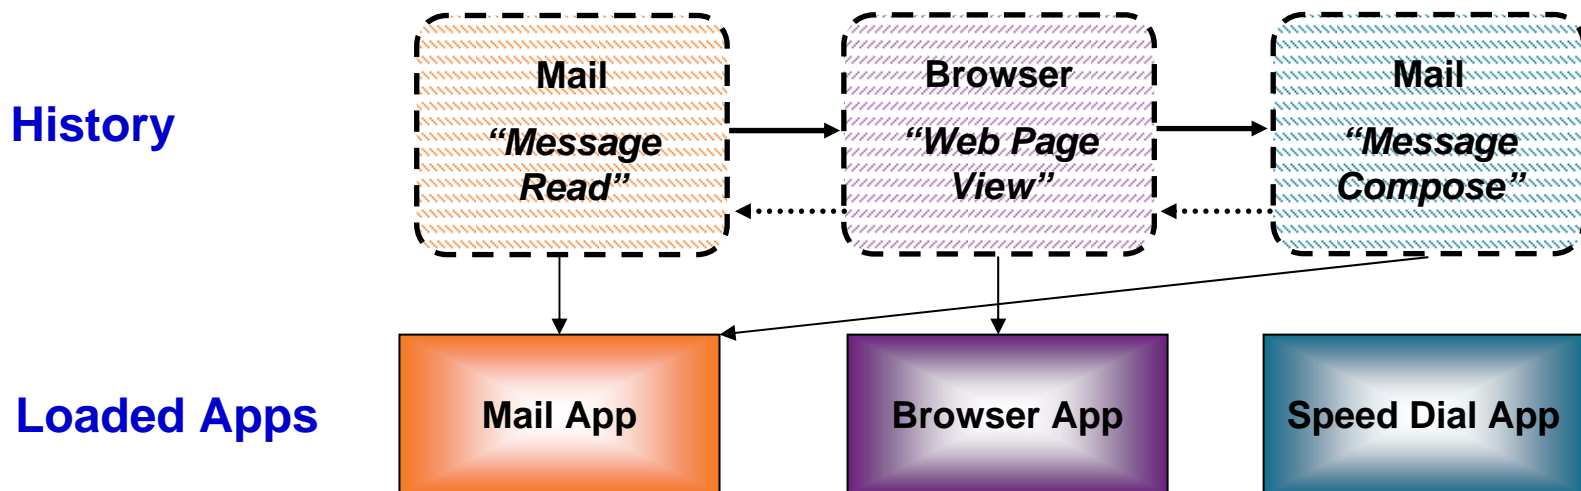 History
Mail
“Message
Read”
Browser
“Web Page
View”
Mail
“Message
Compose”
Loaded Apps
Mail App
Browser App
Speed Dial App